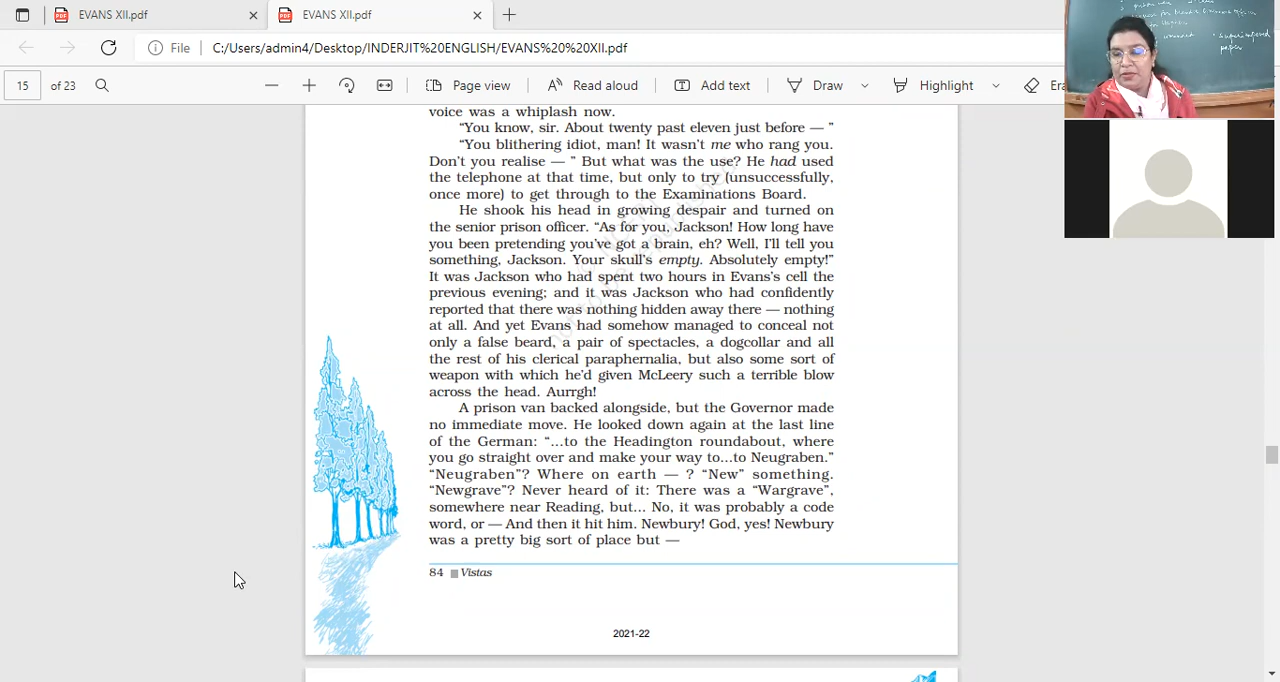 EVANS XII.pdf
EVANS XII.pdf
File C:/Users/admin4/Desktop/INDERJIT%20ENGLISH/EVANS%20%20XII.pdf
15 of 23 Page view Read aloud Add text Draw Highlight Era
voice was a whiplash now.
“You know, sir. About twenty past eleven just before — ”
“You blithering idiot, man! It wasn’t me who rang you.
Don’t you realise — ” But what was the use? He had used
the telephone at that time, but only to try (unsuccessfully,
once more) to get through to the Examinations Board.
He shook his head in growing despair and turned on
the senior prison officer. “As for you, Jackson! How long have
you been pretending you’ve got a brain, eh? Well, I’ll tell you
something, Jackson. Your skull’s empty. Absolutely empty!”
It was Jackson who had spent two hours in Evans’s cell the
previous evening; and it was Jackson who had confidently
reported that there was nothing hidden away there — nothing
at all. And yet Evans had somehow managed to conceal not
only a false beard, a pair of spectacles, a dogcollar and all
the rest of his clerical paraphernalia, but also some sort of
weapon with which he’d given McLeery such a terrible blow
across the head. Aurrgh!
A prison van backed alongside, but the Governor made
no immediate move. He looked down again at the last line
of the German: “...to the Headington roundabout, where
you go straight over and make your way to...to Neugraben.”
“Neugraben”? Where on earth — ? “New” something.
“Newgrave”? Never heard of it: There was a “Wargrave”,
somewhere near Reading, but... No, it was probably a code
word, or — And then it hit him. Newbury! God, yes! Newbury
was a pretty big sort of place but —
84 Vistas
2021-22